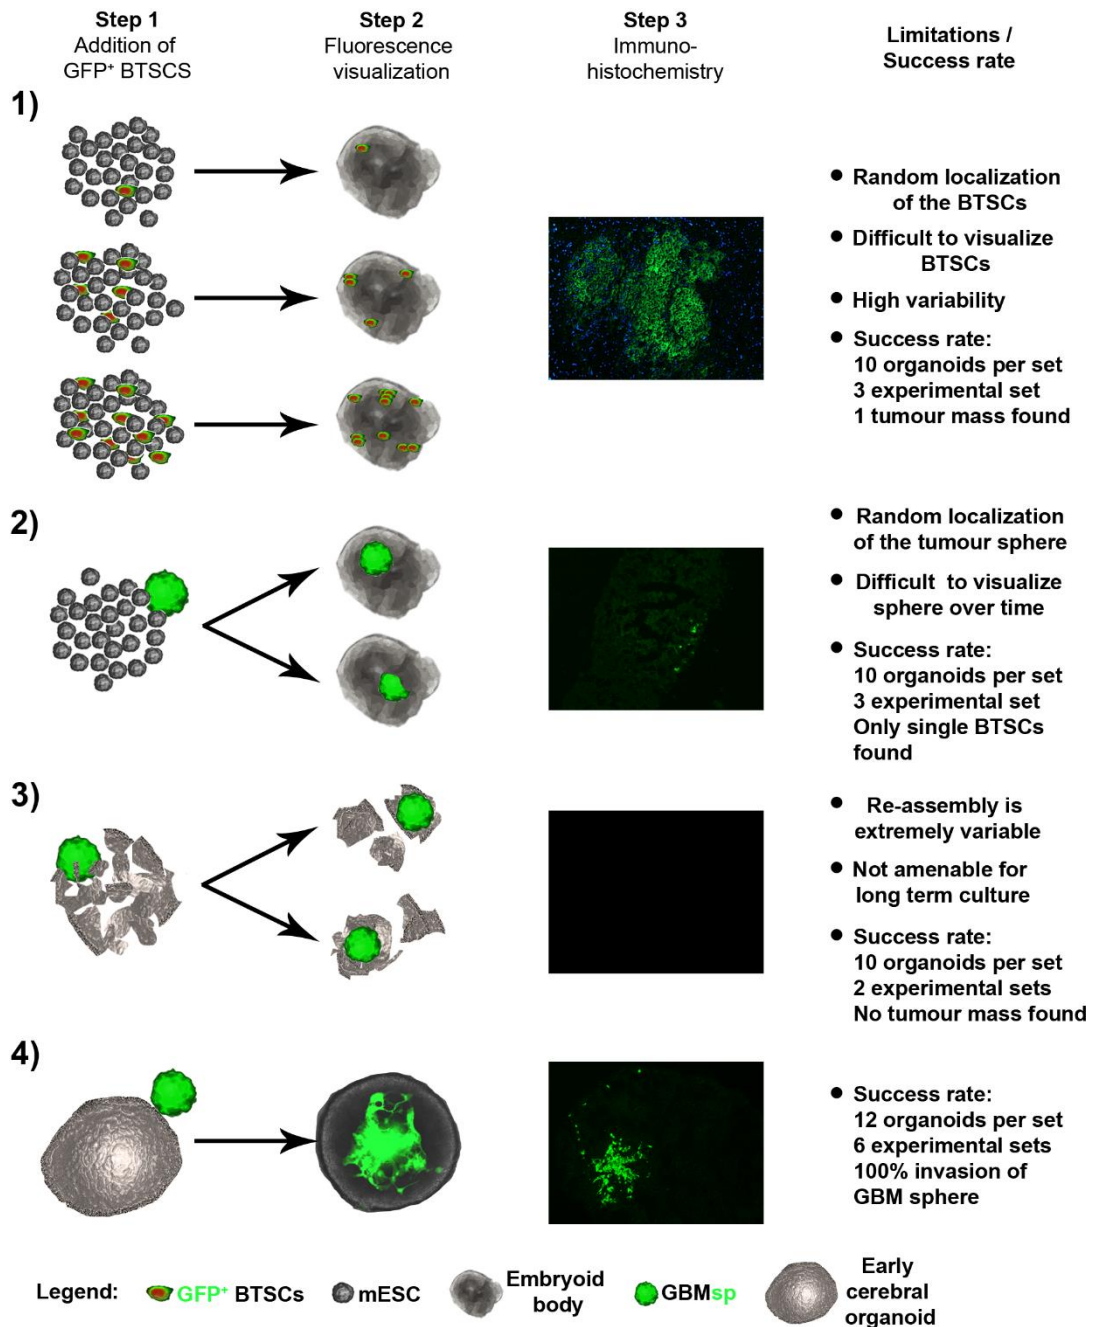 Step 1
Addition of
GFP⁺ BTSCS
Step 2
Fluorescence
visualization
Step 3
Immuno-
histochemistry
Limitations /
Success rate
1)
● Random localization
of the BTSCs
● Difficult to visualize
BTSCs
● High variability
● Success rate:
10 organoids per set
3 experimental set
1 tumour mass found
2)
● Random localization
of the tumour sphere
● Difficult to visualize
sphere over time
● Success rate:
10 organoids per set
3 experimental set
Only single BTSCs
found
3)
● Re-assembly is
extremely variable
● Not amenable for
long term culture
● Success rate:
10 organoids per set
2 experimental sets
No tumour mass found
4)
● Success rate:
12 organoids per set
6 experimental sets
100% invasion of
GBM sphere
Legend:
GFP⁺ BTSCs
mESC
Embryoid
body
GBMsp
Early
cerebral
organoid